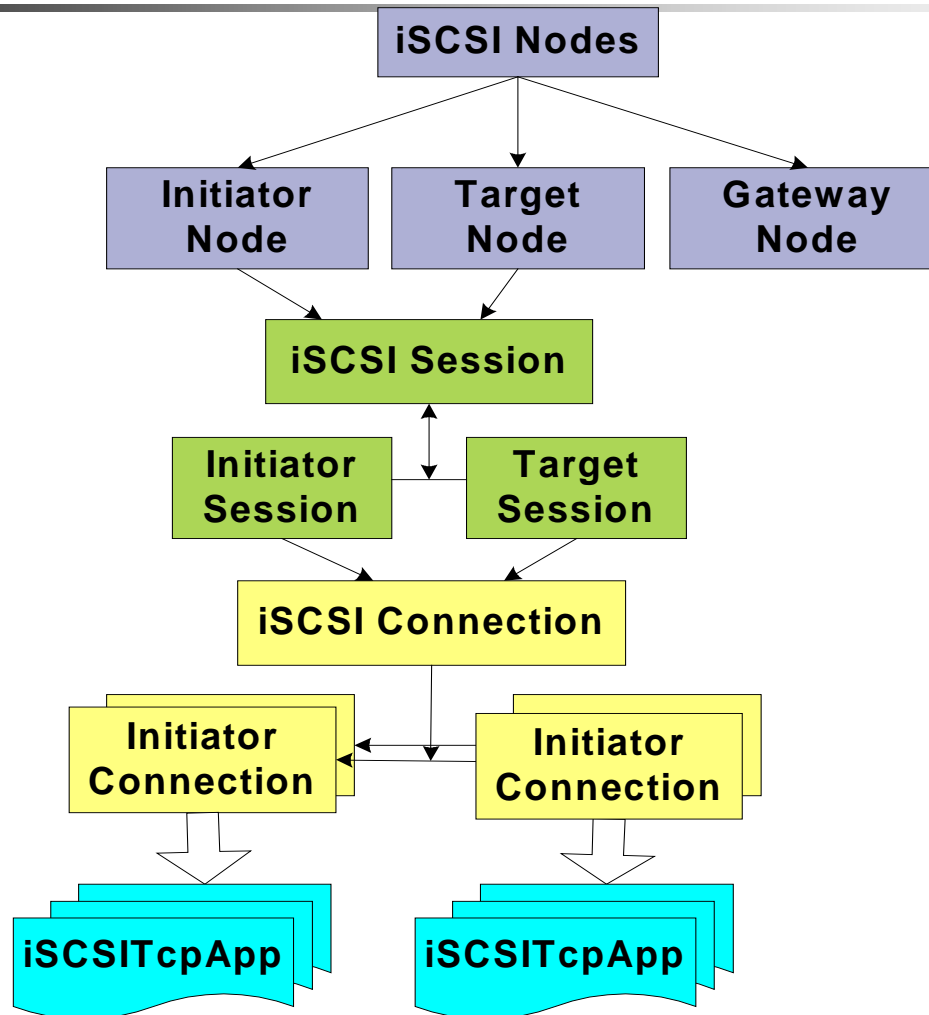 iSCSI Nodes
Initiator
Node
Target
Node
Gateway
Node
iSCSI Session
Initiator
Session
Target
Session
iSCSI Connection
Initiator
Connection
Initiator
Connection
iSCSITcpApp
iSCSITcpApp